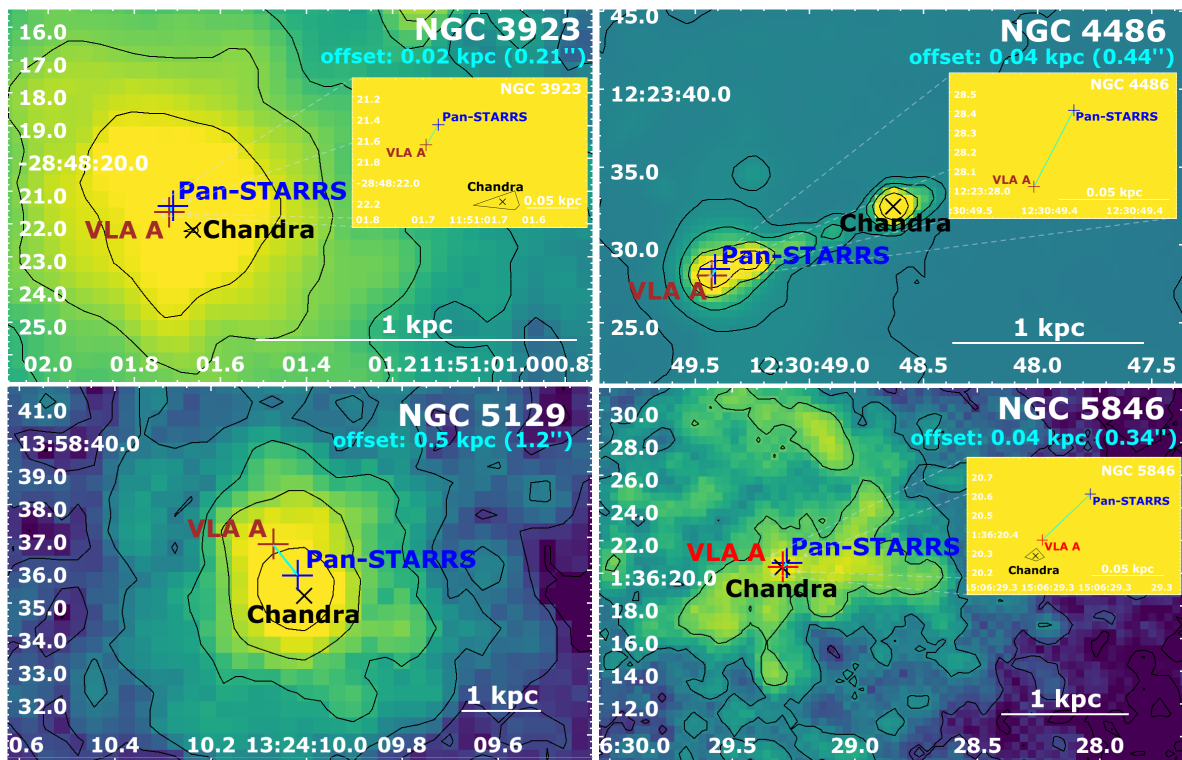 NGC 3923
offset: 0.02 kpc (0.21'')
16.0
17.0
18.0
19.0
-28:48:20.0
21.0
22.0
23.0
24.0
25.0
NGC 3923
21.2
21.4
21.6
21.8
-28:48:22.0
22.2
Pan-STARRS
VLA A
Chandra
0.05 kpc
01.8 01.7 11:51:01.7 01.6
Pan-STARRS
VLA A
Chandra
1 kpc
02.0 01.8 01.6 01.4 01.2 11:51:01.000.8
NGC 4486
offset: 0.04 kpc (0.44'')
45.0
12:23:40.0
35.0
30.0
25.0
NGC 4486
28.5
28.4
28.3
28.2
28.1
12:23:28.0
Pan-STARRS
VLA A
0.05 kpc
:30:49.5 12:30:49.4 12:30:49.4
Chandra
Pan-STARRS
VLA A
1 kpc
49.5 12:30:49.0 48.5 48.0 47.5
NGC 5129
offset: 0.5 kpc (1.2'')
41.0
13:58:40.0
39.0
38.0
37.0
36.0
35.0
34.0
33.0
32.0
VLA A
Pan-STARRS
Chandra
1 kpc
0.6 10.4 10.2 13:24:10.0 09.8 09.6
NGC 5846
offset: 0.04 kpc (0.34'')
30.0
28.0
26.0
24.0
22.0
1:36:20.0
18.0
16.0
14.0
12.0
NGC 5846
20.7
20.6
20.5
1:36:20.4
20.3
20.2
Pan-STARRS
VLA A
Chandra
0.05 kpc
15:06:29.3 15:06:29.3 15:06:29.3 29.3
VLA A
Pan-STARRS
Chandra
1 kpc
6:30.0 29.5 29.0 28.5 28.0